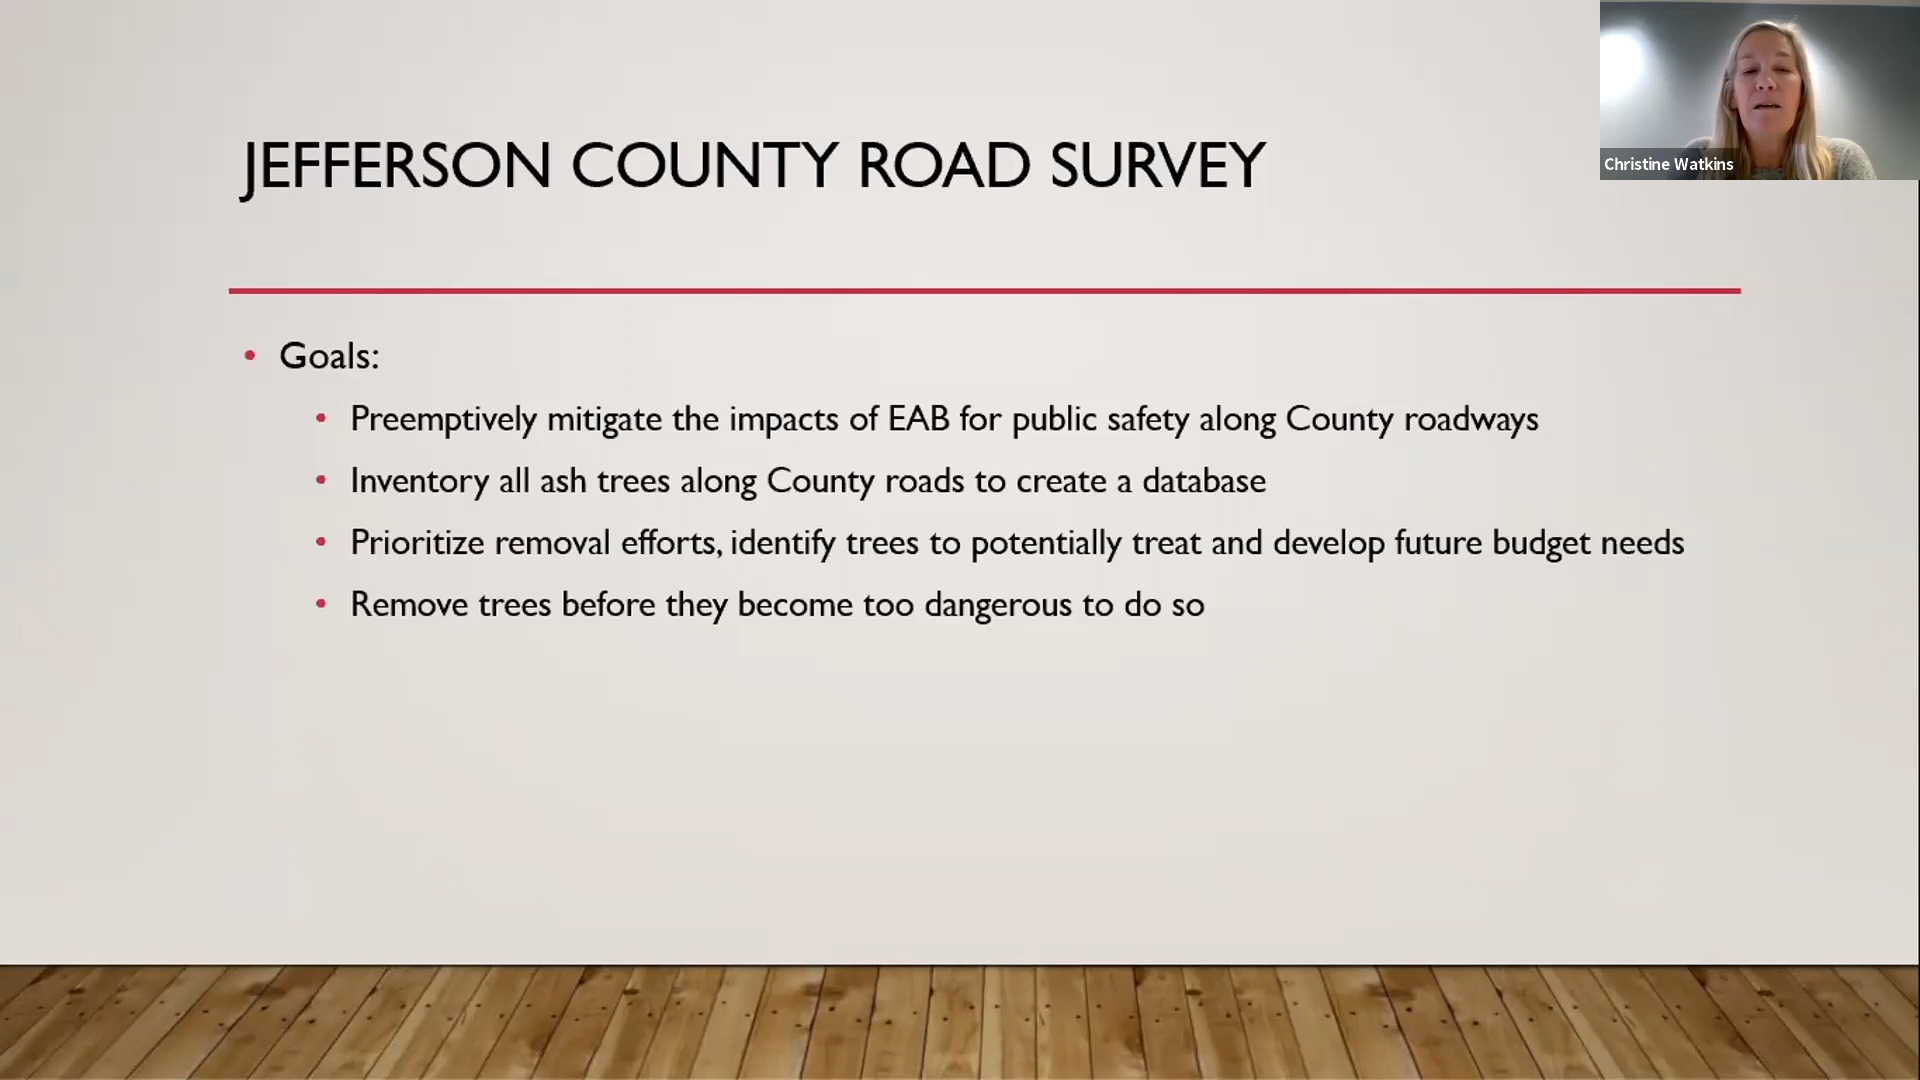 JEFFERSON COUNTY ROAD SURVEY
Christine Watkins
• Goals:
• Preemptively mitigate the impacts of EAB for public safety along County roadways
• Inventory all ash trees along County roads to create a database
• Prioritize removal efforts, identify trees to potentially treat and develop future budget needs
• Remove trees before they become too dangerous to do so